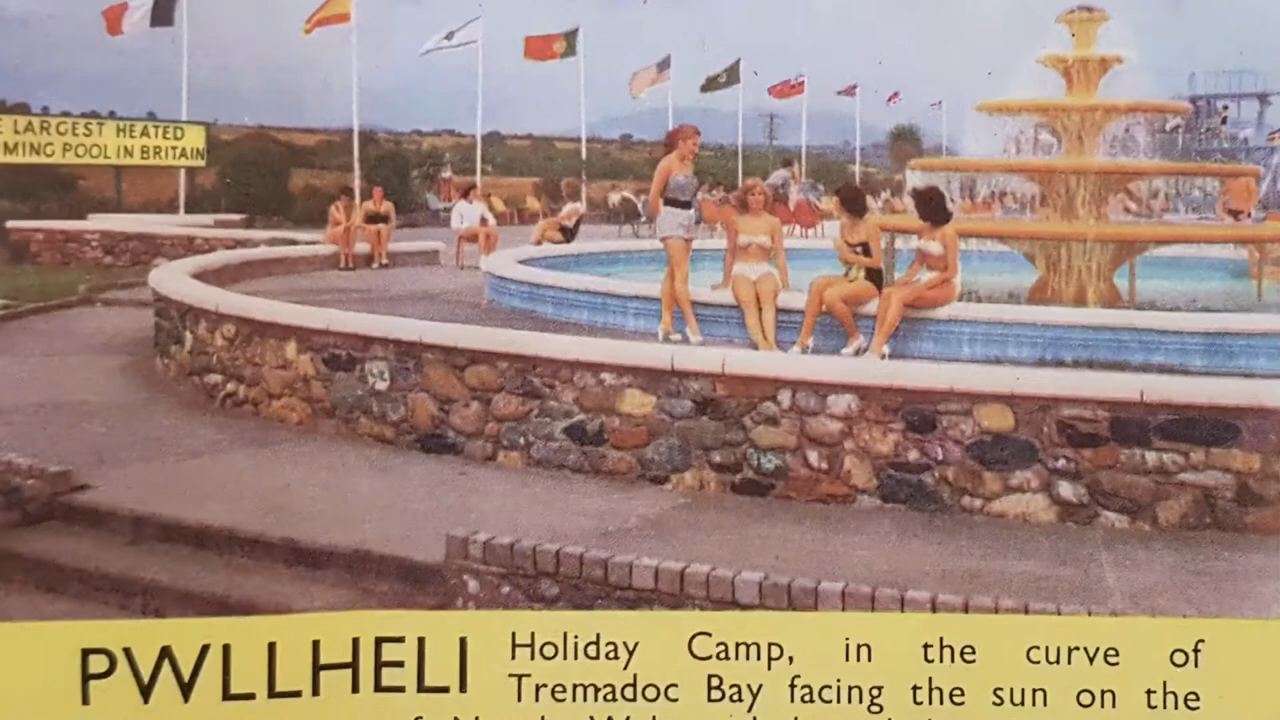 E LARGEST HEATED
MING POOL IN BRITAIN
PWLLHELI
Holiday Camp, in the curve of
Tremadoc Bay facing the sun on the